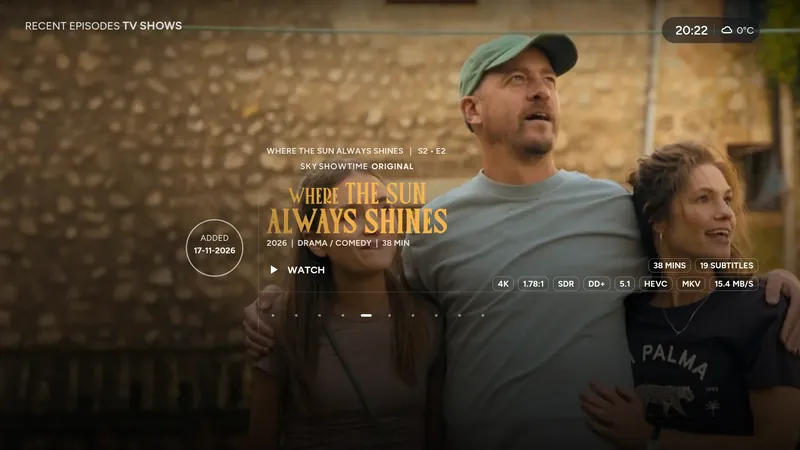 RECENT EPISODES TV SHOWS
20:22
0°C
WHERE THE SUN ALWAYS SHINES | S2 • E2
SKYSHOWTIME ORIGINAL
WHERE THE SUN
ALWAYS SHINES
ADDED
17-11-2026
2026 | DRAMA / COMEDY | 38 MIN
WATCH
38 MINS 19 SUBTITLES
4K 1.78:1 SDR DD+ 5.1 HEVC MKV 15.4 MB/S
PALMA